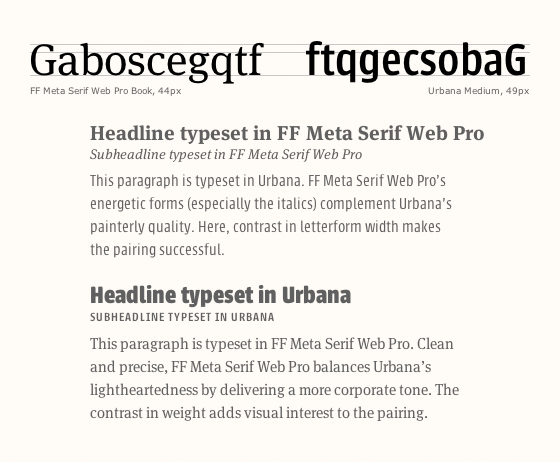 Gaboscegqtf ftqgecsobaG
FF Meta Serif Web Pro Book, 44px Urbana Medium, 49px
Headline typeset in FF Meta Serif Web Pro
Subheadline typeset in FF Meta Serif Web Pro
This paragraph is typeset in Urbana. FF Meta Serif Web Pro’s
energetic forms (especially the italics) complement Urbana’s
painterly quality. Here, contrast in letterform width makes
the pairing successful.
Headline typeset in Urbana
SUBHEADLINE TYPESET IN URBANA
This paragraph is typeset in FF Meta Serif Web Pro. Clean
and precise, FF Meta Serif Web Pro balances Urbana’s
lightheartedness by delivering a more corporate tone. The
contrast in weight adds visual interest to the pairing.